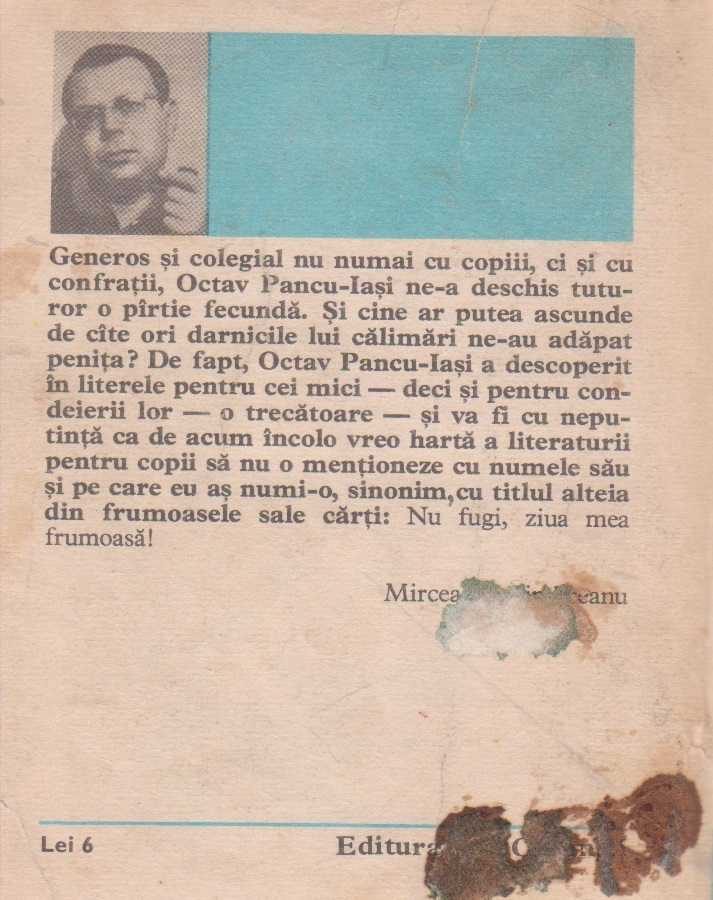 Generos și colegial nu numai cu copiii, ci și cu
confrații, Octav Pancu-Iași ne-a deschis tutu-
ror o pîrtie fecundă. Și cine ar putea ascunde
de cîte ori darnicile lui călimări ne-au adăpat
penița? De fapt, Octav Pancu-Iași a descoperit
în literele pentru cei mici — deci și pentru con-
deierii lor — o trecătoare — și va fi cu nepu-
tință ca de acum încolo vreo hartă a literaturii
pentru copii să nu o menționeze cu numele său
și pe care eu aș numi-o, sinonim, cu titlul alteia
din frumoasele sale cărți: Nu fugi, ziua mea
frumoasă!
Mircea
Lei 6 Editura